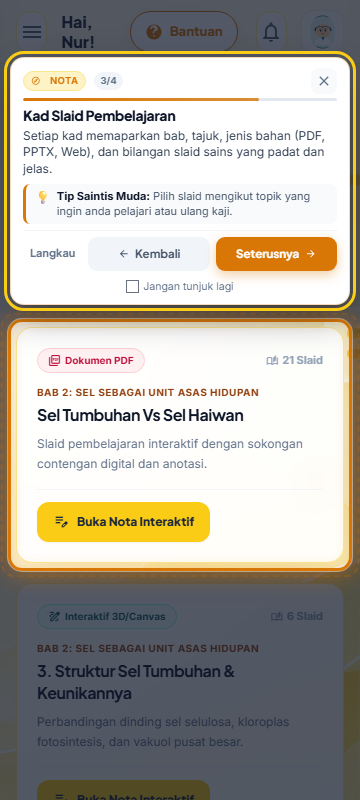 Hai,
Nur!
Bantuan
NOTA
3/4
Kad Slaid Pembelajaran
Setiap kad memaparkan bab, tajuk, jenis bahan (PDF,
PPTX, Web), dan bilangan slaid sains yang padat dan
jelas.
Tip Saintis Muda: Pilih slaid mengikut topik yang
ingin anda pelajari atau ulang kaji.
Langkau
← Kembali
Seterusnya →
Jangan tunjuk lagi
Dokumen PDF
21 Slaid
BAB 2: SEL SEBAGAI UNIT ASAS HIDUPAN
Sel Tumbuhan Vs Sel Haiwan
Slaid pembelajaran interaktif dengan sokongan
contengan digital dan anotasi.
Buka Nota Interaktif
Interaktif 3D/Canvas
6 Slaid
BAB 2: SEL SEBAGAI UNIT ASAS HIDUPAN
3. Struktur Sel Tumbuhan &
Keunikannya
Perbandingan dinding sel selulosa, kloroplas
fotosintesis, dan vakuol pusat besar.
Buka Nota Interaktif